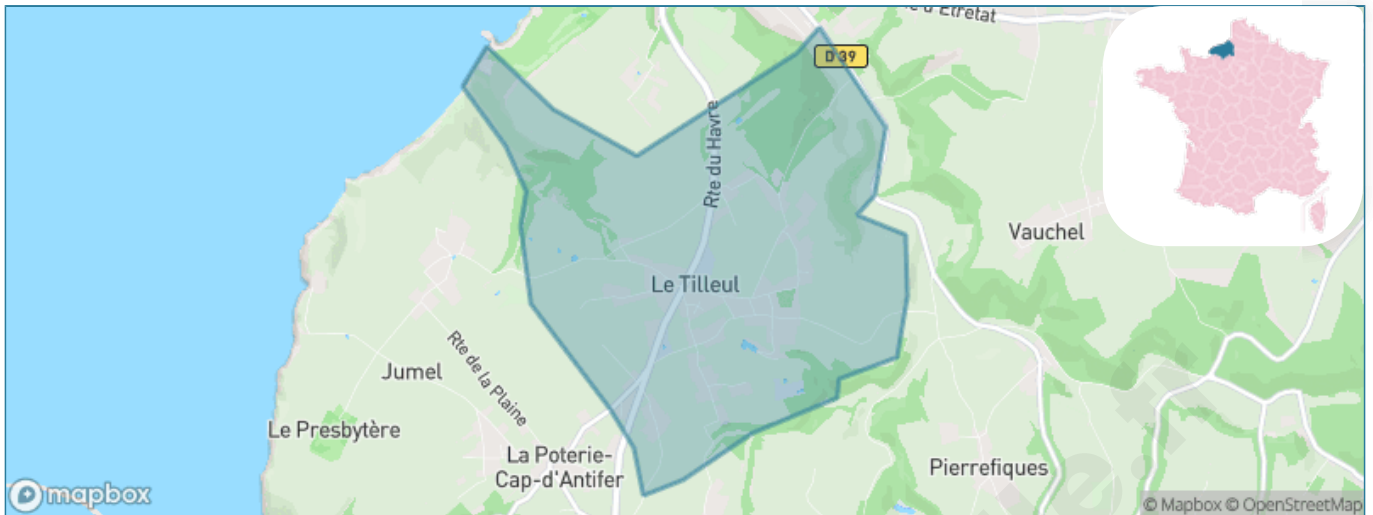 d'Etretat
D 39
Rte du Havre
Vauchel
Le Tilleul
Rte de la Plaine
Jumel
Le Presbytère
La Poterie-
Cap-d'Antifer
Pierrefiques
mapbox
© Mapbox © OpenStreetMap